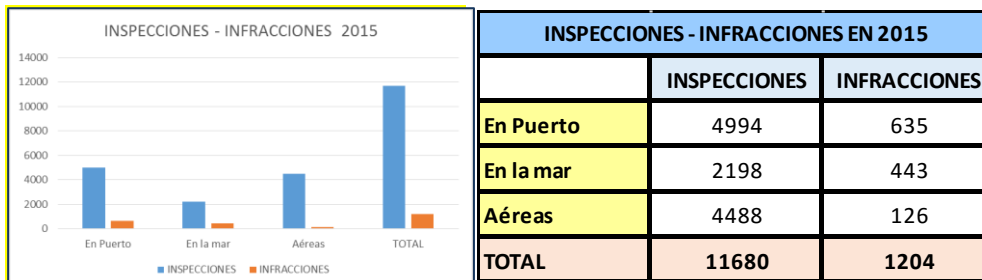 INSPECCIONES - INFRACCIONES 2015
14000
12000
10000
8000
6000
4000
2000
0
En Puerto En la mar Aéreas TOTAL
INSPECCIONES INFRACCIONES
INSPECCIONES - INFRACCIONES EN 2015
INSPECCIONES INFRACCIONES
En Puerto 4994 635
En la mar 2198 443
Aéreas 4488 126
TOTAL 11680 1204